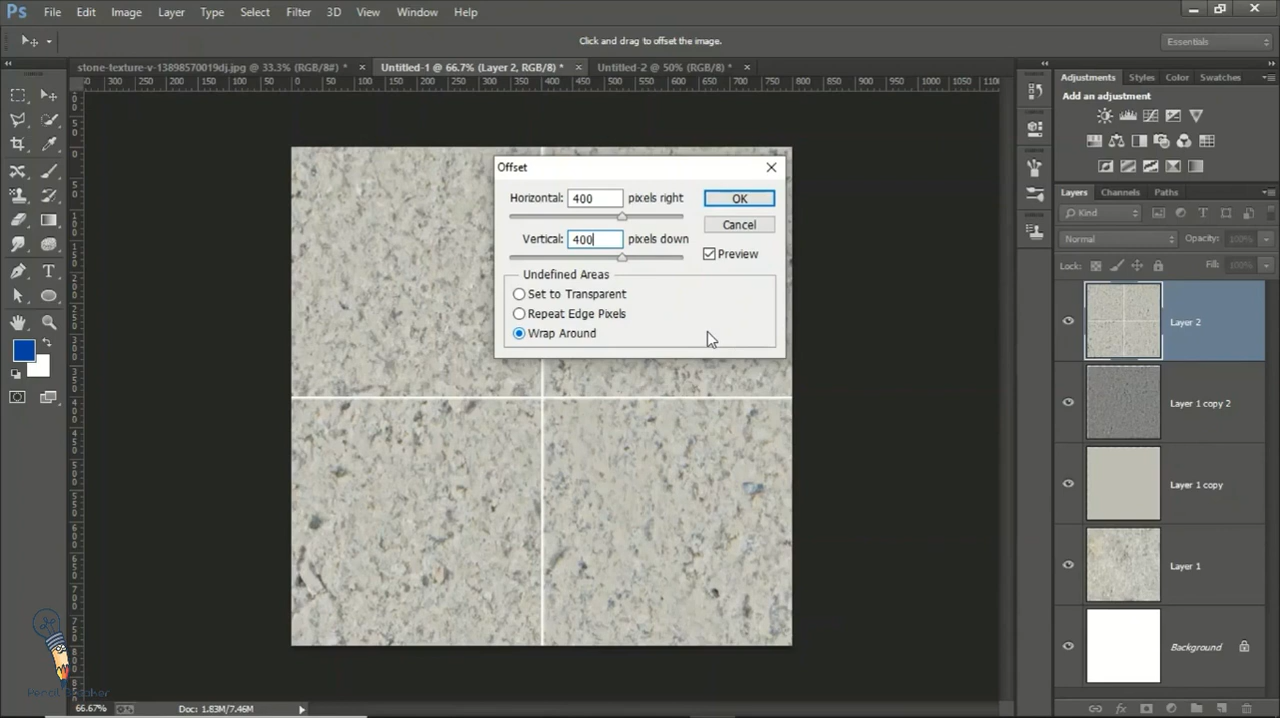 Ps File Edit Image Layer Type Select Filter 3D View Window Help
Click and drag to offset the image.
Essentials
stone-texture-v-13898570019dj.jpg @ 33.3% (RGB/8#) *
Untitled-1 @ 66.7% (Layer 2, RGB/8) *
Untitled-2 @ 50% (RGB/8) *
Offset
Horizontal: 400 pixels right
OK
Vertical: 400 pixels down
Cancel
Preview
Undefined Areas
Set to Transparent
Repeat Edge Pixels
Wrap Around
Adjustments Styles Color Swatches
Add an adjustment
Layers Channels Paths
Kind
Normal Opacity: 100%
Lock: Fill: 100%
Layer 2
Layer 1 copy 2
Layer 1 copy
Layer 1
Background
66.67% Doc: 1.83M/7.46M